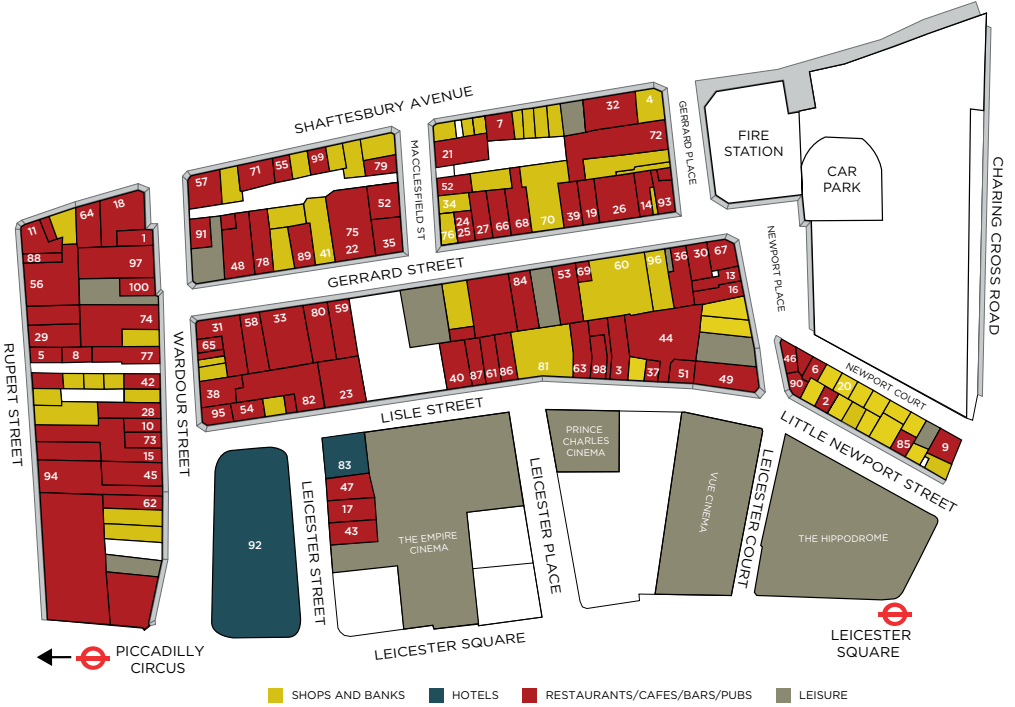 SHAFTESBURY AVENUE
MACCLESFIELD ST
GERRARD PLACE
FIRE
STATION
CAR
PARK
CHARING CROSS ROAD
4
32
7
72
21
52
34
76
24
25
27
66
68
70
39
19
26
14
93
57
71
55
99
79
52
91
48
78
89
41
75
22
35
GERRARD STREET
NEWPORT PLACE
11
64
18
1
88
97
56
100
74
29
5
8
77
42
28
10
73
15
94
45
62
RUPERT STREET
WARDOUR STREET
31
58
33
80
59
65
38
95
54
82
23
84
53
69
60
96
36
30
67
13
16
44
40
87
61
86
81
63
98
3
37
51
49
LISLE STREET
46
90
6
2
20
85
9
NEWPORT COURT
LITTLE NEWPORT STREET
92
LEICESTER STREET
83
47
17
43
THE EMPIRE
CINEMA
LEICESTER PLACE
PRINCE
CHARLES
CINEMA
VUE CINEMA
LEICESTER COURT
THE HIPPODROME
LEICESTER SQUARE
PICCADILLY
CIRCUS
LEICESTER
SQUARE
SHOPS AND BANKS
HOTELS
RESTAURANTS/CAFES/BARS/PUBS
LEISURE